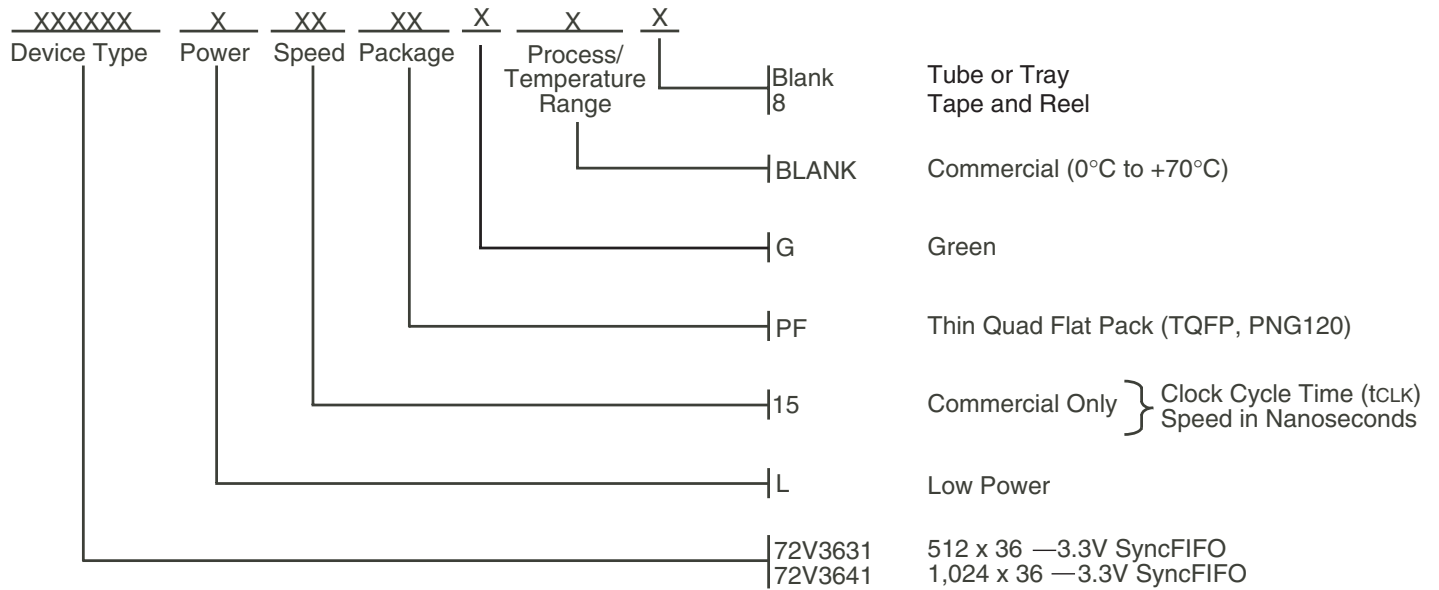 XXXXXX X XX XX X X X
Device Type Power Speed Package Process/
Temperature
Range
Blank Tube or Tray
8 Tape and Reel
BLANK Commercial (0°C to +70°C)
G Green
PF Thin Quad Flat Pack (TQFP, PNG120)
15 Commercial Only Clock Cycle Time (tCLK)
Speed in Nanoseconds
L Low Power
72V3631 512 x 36 —3.3V SyncFIFO
72V3641 1,024 x 36 —3.3V SyncFIFO